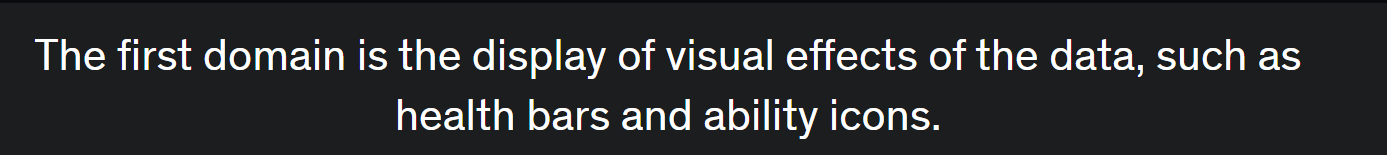 The first domain is the display of visual effects of the data, such as
health bars and ability icons.